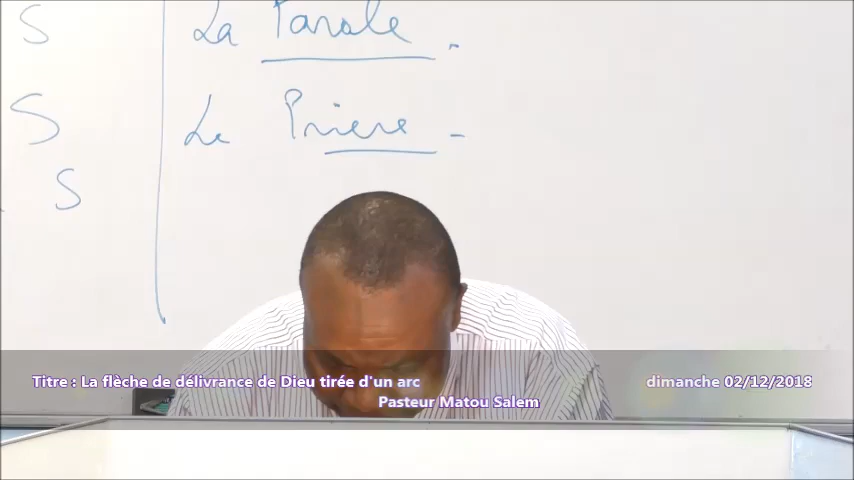 S
La Parole.
S
La Prière -
S
Titre : La flèche de délivrance de Dieu tirée d'un arc
dimanche 02/12/2018
Pasteur Matou Salem